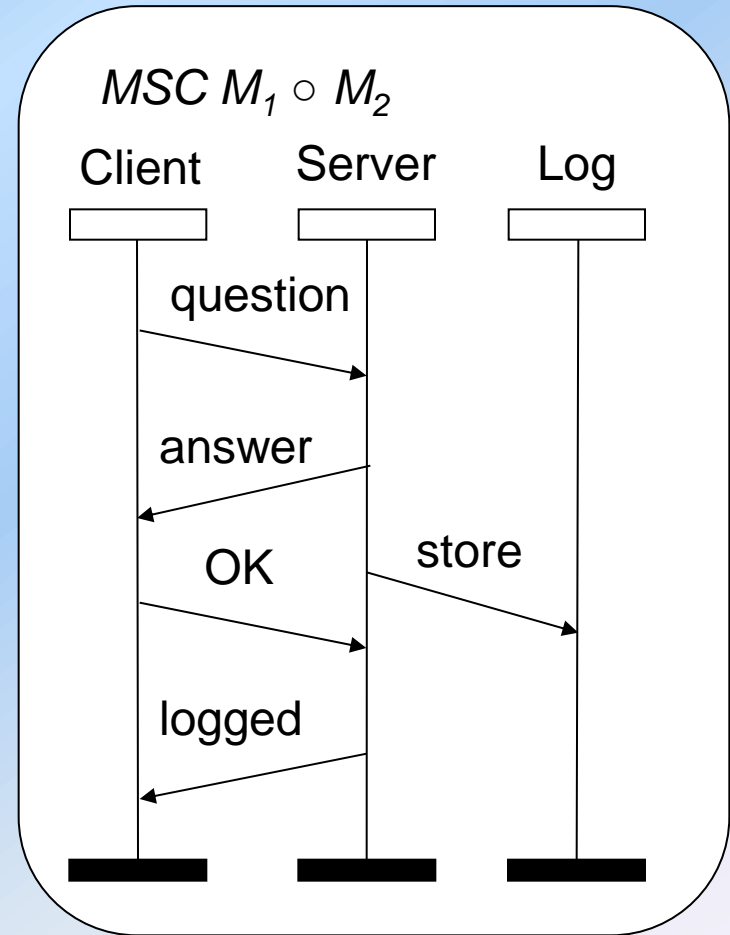 MSC M₁ ○ M₂
Client Server Log
question
answer
store
OK
logged